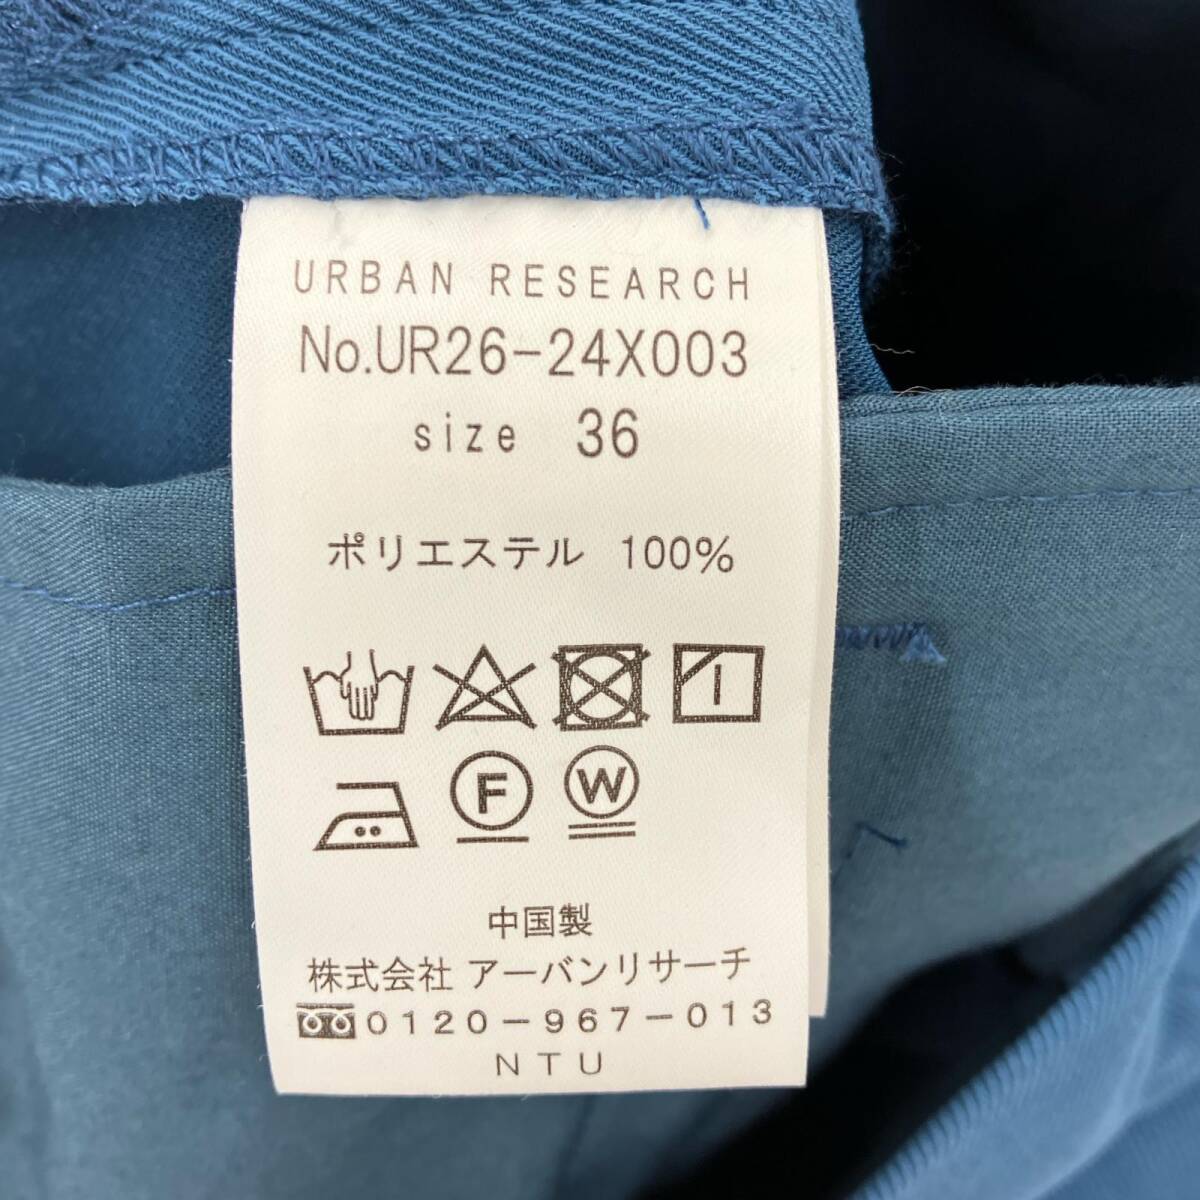 URBAN RESEARCH
No.UR26-24X003
size 36
ポリエステル 100%
F W
中国製
株式会社 アーバンリサーチ
0120-967-013
NTU